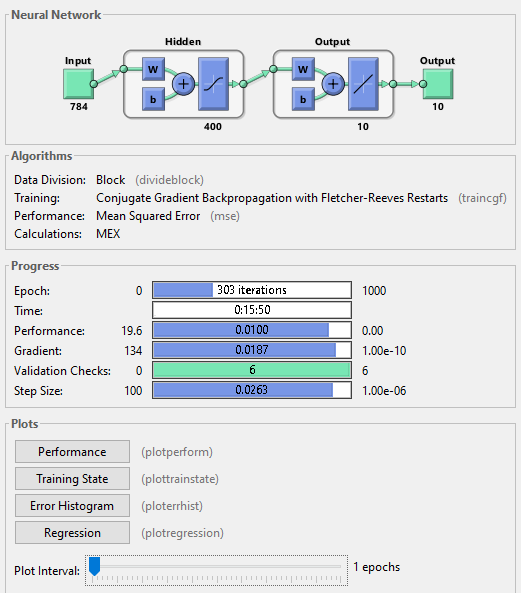 Neural Network
Hidden Output
Input Output
W W
b b
784 10
400 10
Algorithms
Data Division: Block (divideblock)
Training: Conjugate Gradient Backpropagation with Fletcher-Reeves Restarts (traincgf)
Performance: Mean Squared Error (mse)
Calculations: MEX
Progress
Epoch: 0 303 iterations 1000
Time: 0:15:50
Performance: 19.6 0.0100 0.00
Gradient: 134 0.0187 1.00e-10
Validation Checks: 0 6 6
Step Size: 100 0.0263 1.00e-06
Plots
Performance (plotperform)
Training State (plottrainstate)
Error Histogram (ploterrhist)
Regression (plotregression)
Plot Interval: 1 epochs